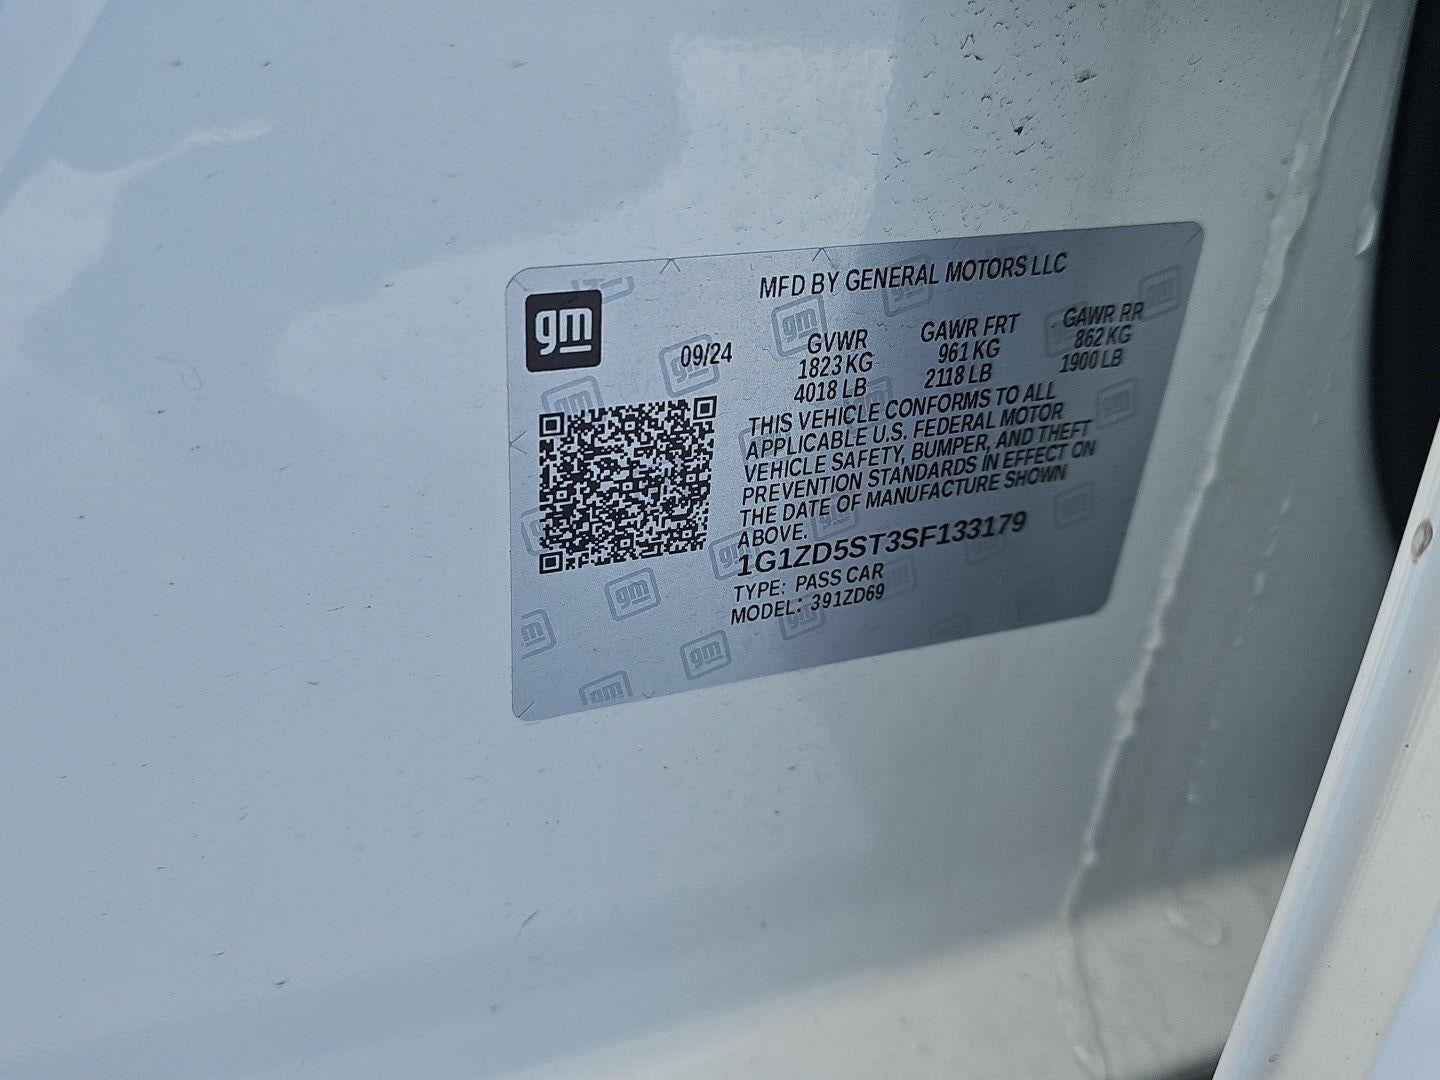 gm
MFD BY GENERAL MOTORS LLC
09/24
GVWR
1823 KG
4018 LB
GAWR FRT
961 KG
2118 LB
GAWR RR
862 KG
1900 LB
THIS VEHICLE CONFORMS TO ALL
APPLICABLE U.S. FEDERAL MOTOR
VEHICLE SAFETY, BUMPER, AND THEFT
PREVENTION STANDARDS IN EFFECT ON
THE DATE OF MANUFACTURE SHOWN
ABOVE.
1G1ZD5ST3SF133179
TYPE: PASS CAR
MODEL: 391ZD69